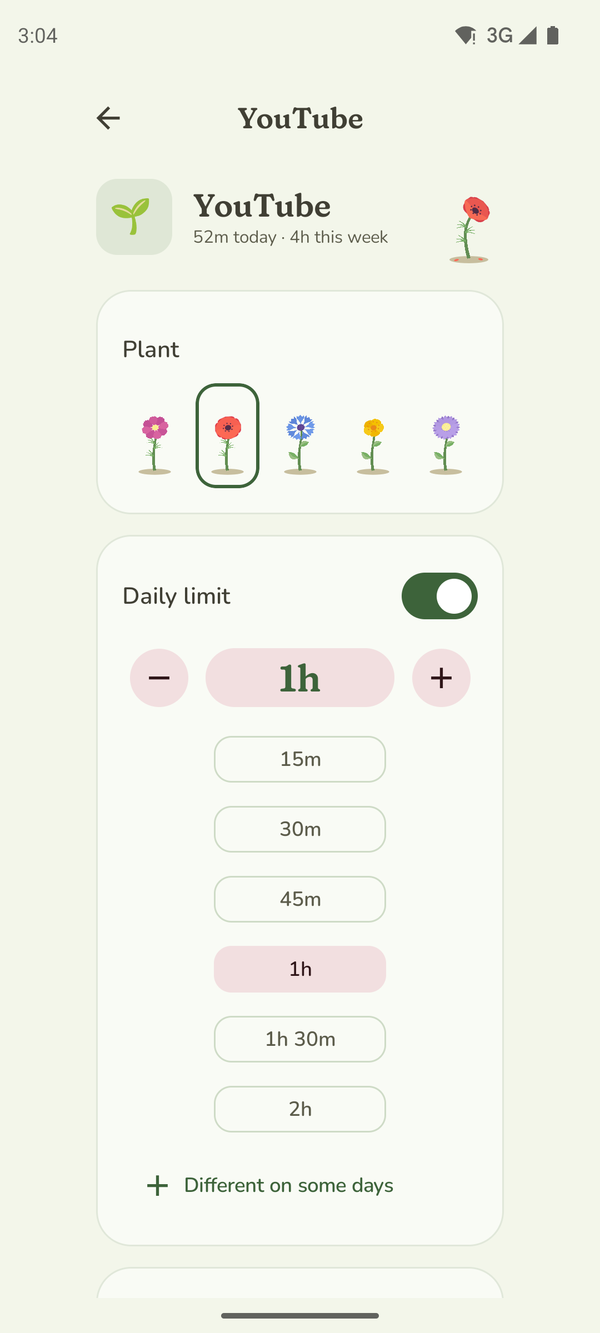 3:04
3G
YouTube
YouTube
52m today · 4h this week
Plant
Daily limit
1h
15m
30m
45m
1h
1h 30m
2h
Different on some days